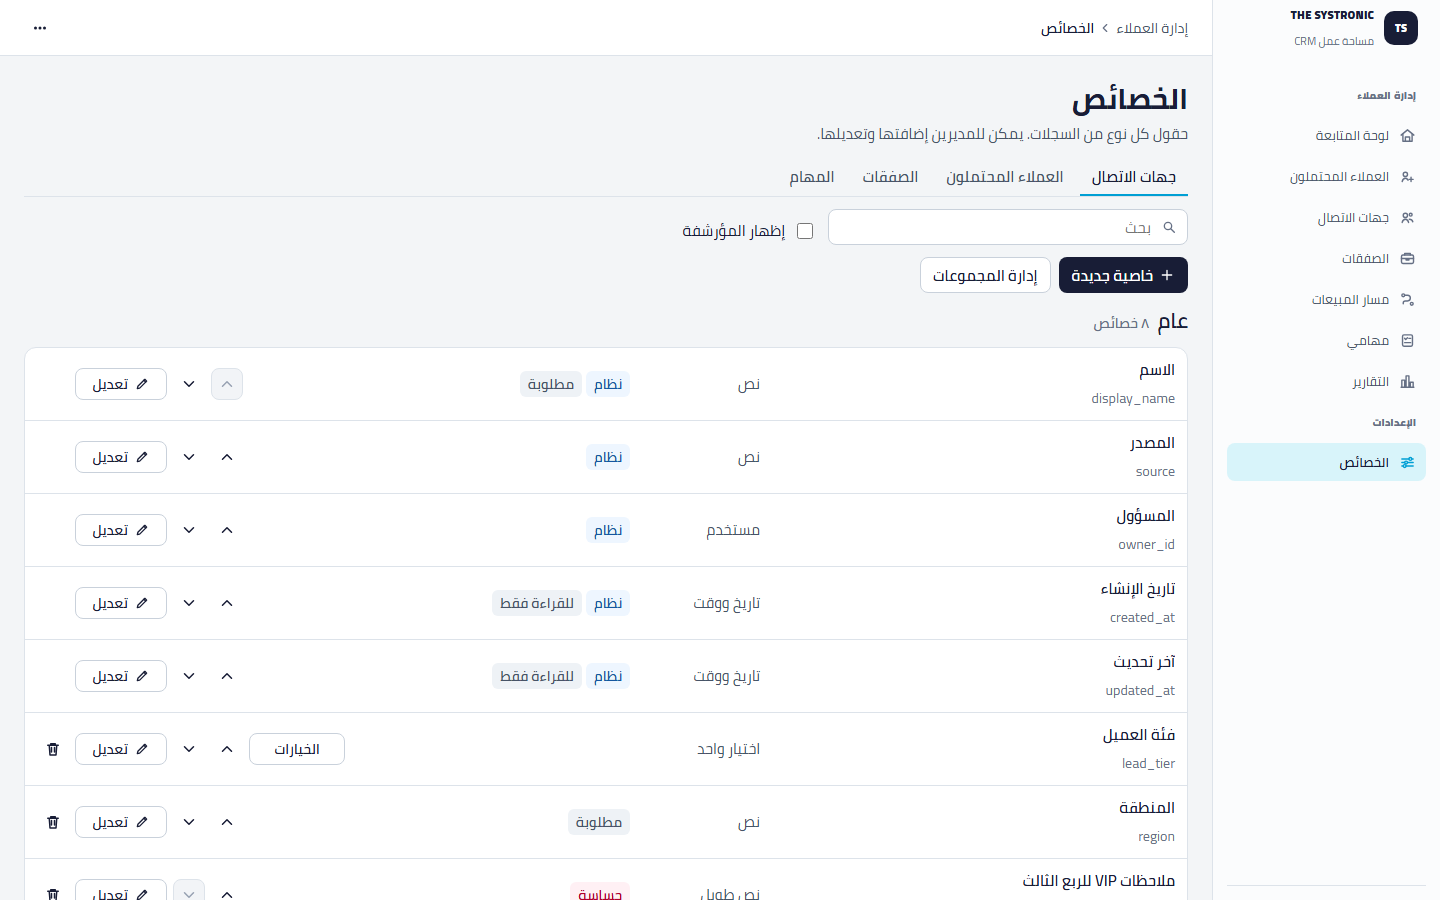 THE SYSTRONIC
TS
مساحة عمل CRM
إدارة العملاء
لوحة المتابعة
العملاء المحتملون
جهات الاتصال
الصفقات
مسار المبيعات
مهامي
التقارير
الإعدادات
الخصائص
إدارة العملاء
الخصائص
الخصائص
حقول كل نوع من السجلات. يمكن للمديرين إضافتها وتعديلها.
جهات الاتصال العملاء المحتملون الصفقات المهام
بحث
إظهار المؤرشفة
خاصية جديدة
إدارة المجموعات
عام ٨ خصائص
الاسم
display_name
نص
نظام مطلوبة
تعديل
المصدر
source
نص
نظام
تعديل
المسؤول
owner_id
مستخدم
نظام
تعديل
تاريخ الإنشاء
created_at
تاريخ ووقت
نظام للقراءة فقط
تعديل
آخر تحديث
updated_at
تاريخ ووقت
نظام للقراءة فقط
تعديل
فئة العميل
lead_tier
اختيار واحد
الخيارات
تعديل
المنطقة
region
نص
مطلوبة
تعديل
ملاحظات VIP للربع الثالث
نص طويل
حساسة
تعديل